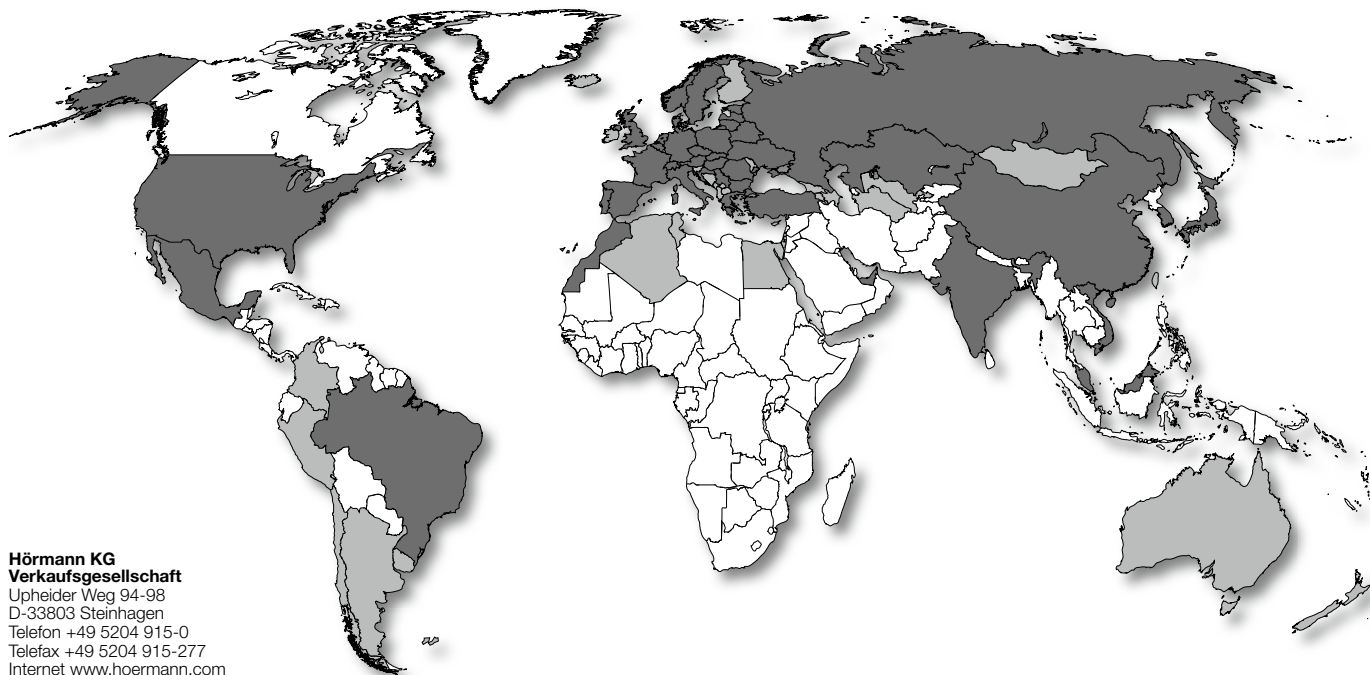 Hörmann KG
Verkaufsgesellschaft
Upheider Weg 94-98
D-33803 Steinhagen
Telefon +49 5204 915-0
Telefax +49 5204 915-277
Internet www.hoermann.com